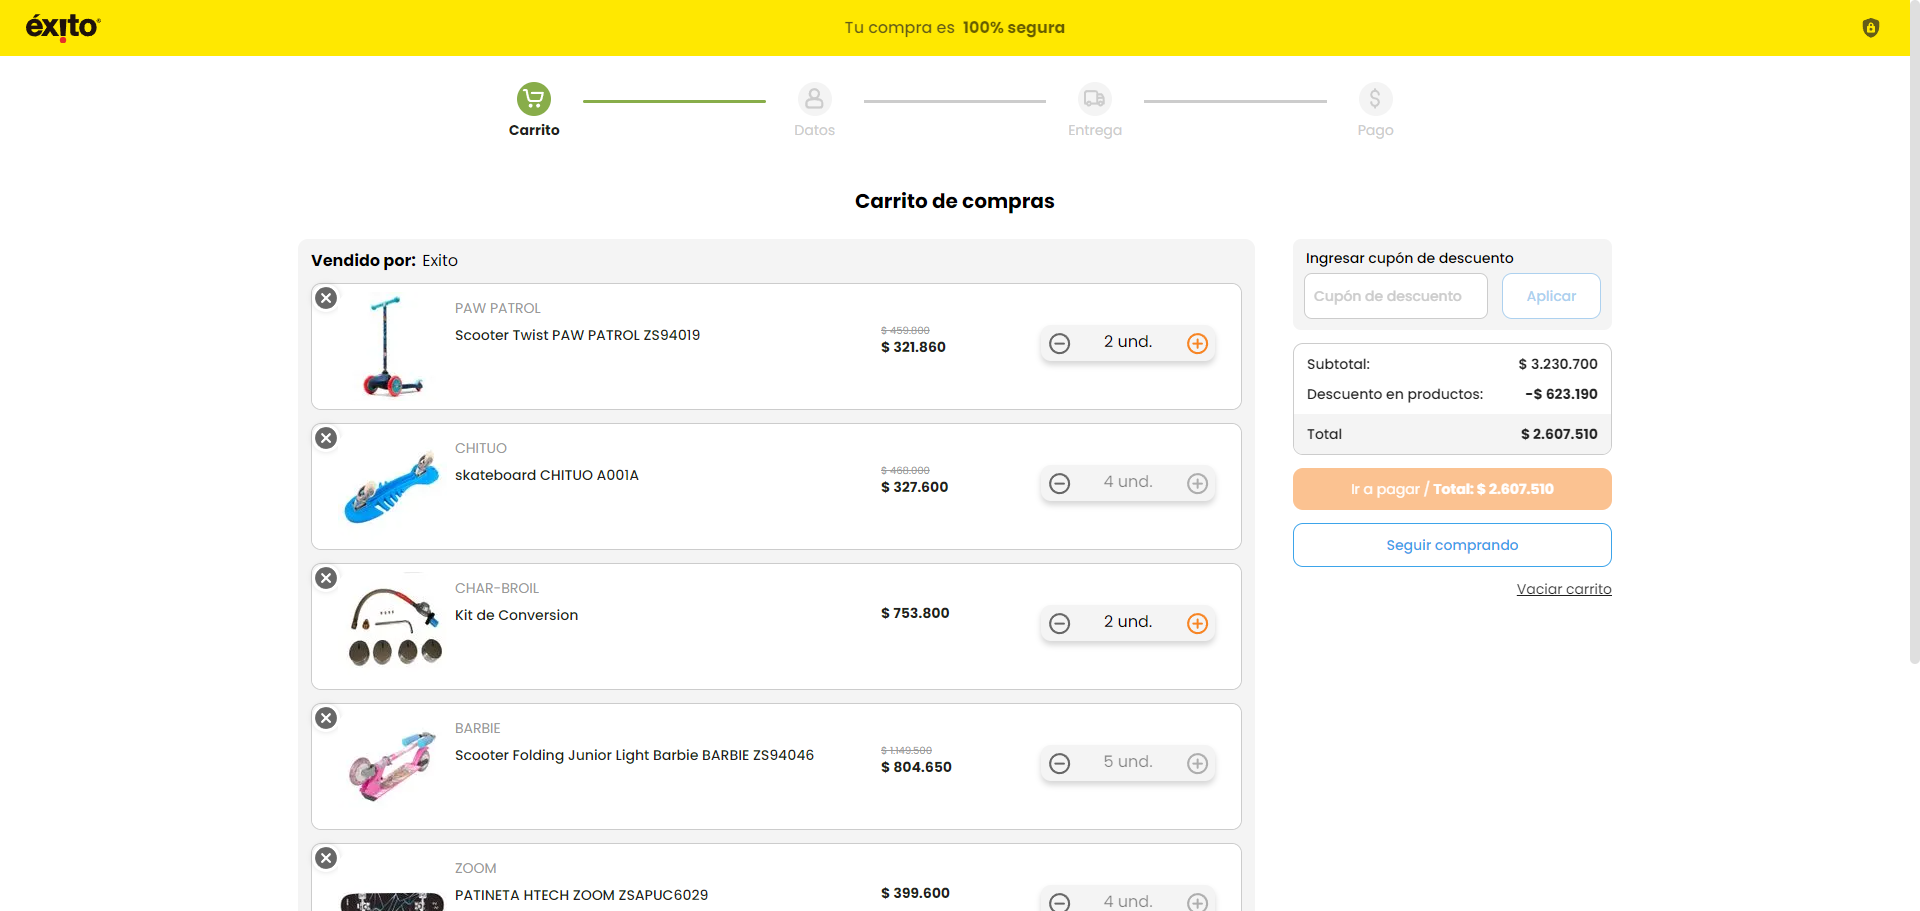 éxito
Tu compra es 100% segura
Carrito
Datos
Entrega
Pago
Carrito de compras
Vendido por: Exito
PAW PATROL
Scooter Twist PAW PATROL ZS94019
$ 459.800
$ 321.860
2 und.
CHITUO
skateboard CHITUO A001A
$ 468.000
$ 327.600
4 und.
CHAR-BROIL
Kit de Conversion
$ 753.800
2 und.
BARBIE
Scooter Folding Junior Light Barbie BARBIE ZS94046
$ 1.149.500
$ 804.650
5 und.
ZOOM
PATINETA HTECH ZOOM ZSAPUC6029
$ 399.600
4 und.
Ingresar cupón de descuento
Cupón de descuento
Aplicar
Subtotal: $ 3.230.700
Descuento en productos: -$ 623.190
Total $ 2.607.510
Ir a pagar / Total: $ 2.607.510
Seguir comprando
Vaciar carrito